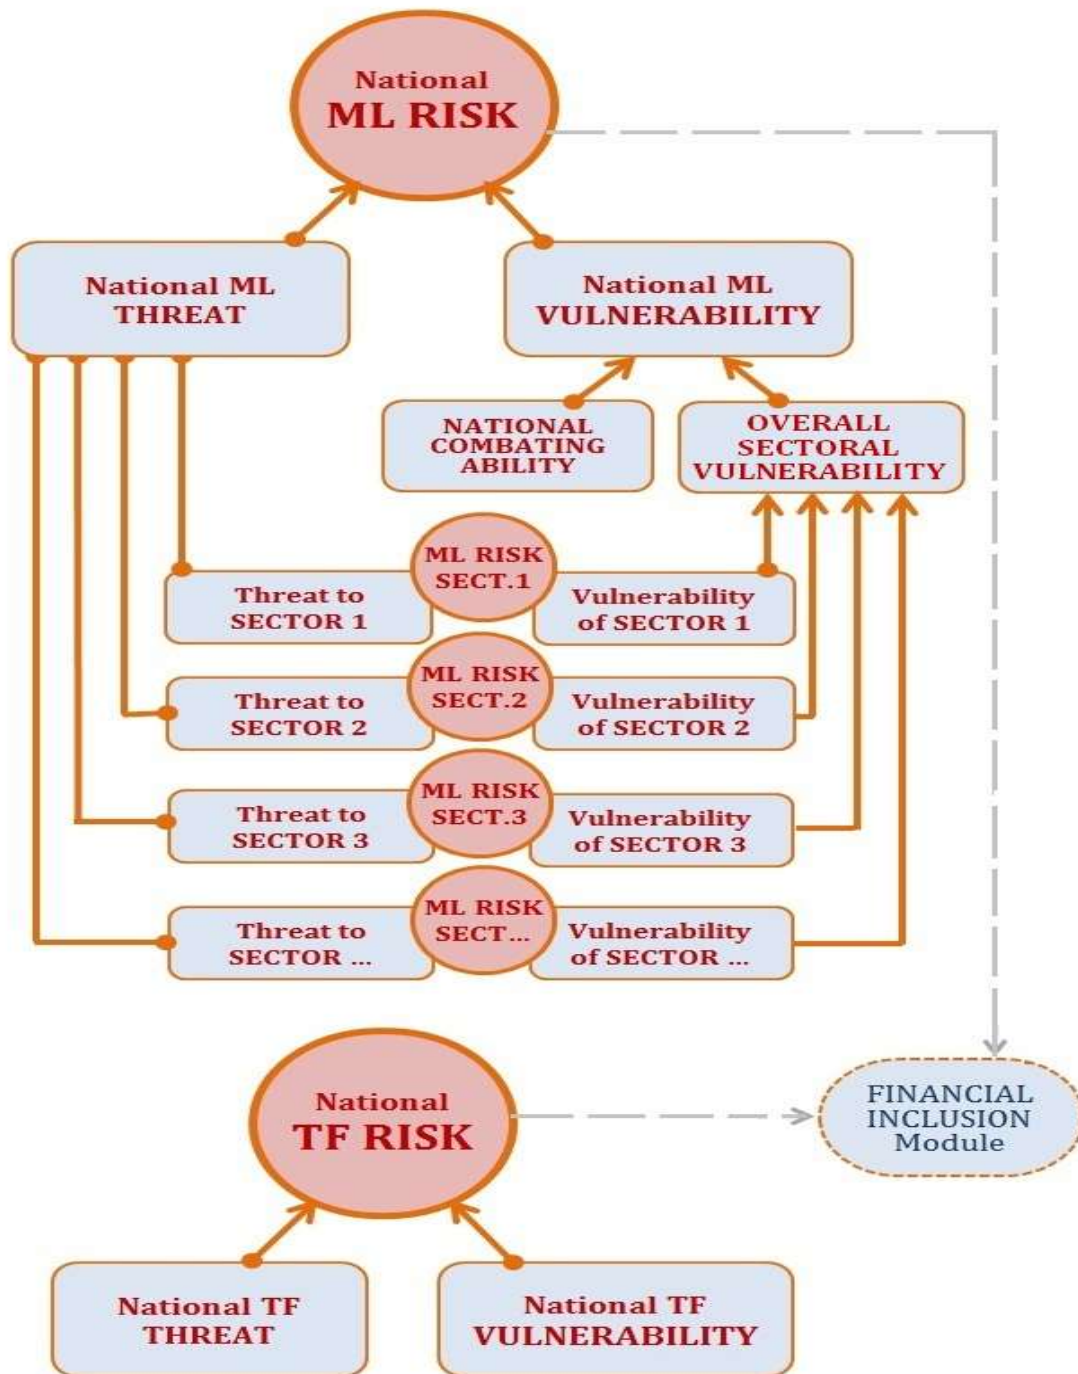 National
ML RISK
National ML
THREAT
National ML
VULNERABILITY
NATIONAL
COMBATING
ABILITY
OVERALL
SECTORAL
VULNERABILITY
ML RISK
SECT.1
Threat to
SECTOR 1
Vulnerability
of SECTOR 1
ML RISK
SECT.2
Threat to
SECTOR 2
Vulnerability
of SECTOR 2
ML RISK
SECT.3
Threat to
SECTOR 3
Vulnerability
of SECTOR 3
ML RISK
SECT...
Threat to
SECTOR ...
Vulnerability
of SECTOR ...
National
TF RISK
FINANCIAL
INCLUSION
Module
National TF
THREAT
National TF
VULNERABILITY